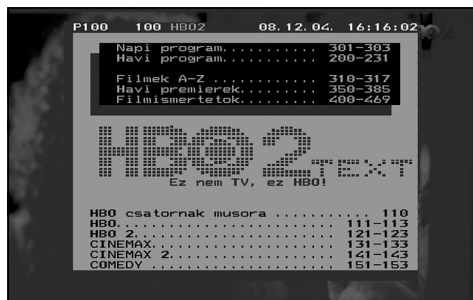 P100 100 HBO2 08.12.04. 16:16:02
Napi program............ 301-303
Havi program............ 200-231
Filmek A-Z ............ 310-317
Havi premierek......... 350-385
Filmismertetok......... 400-469
HBO2 TEXT
Ez nem TV, ez HBO!
HBO csatornak musora ........... 110
HBO............................ 111-113
HBO 2.......................... 121-123
CINEMAX........................ 131-133
CINEMAX 2...................... 141-143
COMEDY ........................ 151-153